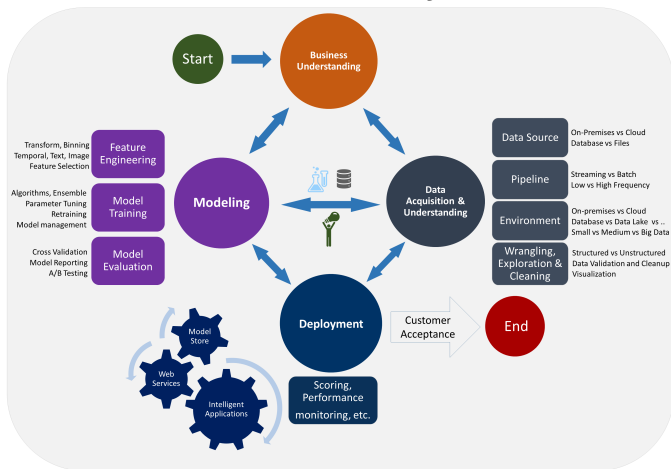 Start
Business
Understanding
Transform, Binning
Temporal, Text, Image
Feature Selection
Feature
Engineering
Algorithms, Ensemble
Parameter Tuning
Retraining
Model management
Model
Training
Cross Validation
Model Reporting
A/B Testing
Model
Evaluation
Modeling
Data
Acquisition &
Understanding
Data Source
On-Premises vs Cloud
Database vs Files
Pipeline
Streaming vs Batch
Low vs High Frequency
Environment
On-premises vs Cloud
Database vs Data Lake vs ..
Small vs Medium vs Big Data
Wrangling,
Exploration &
Cleaning
Structured vs Unstructured
Data Validation and Cleanup
Visualization
Deployment
Customer
Acceptance
End
Scoring,
Performance
monitoring, etc.
Model
Store
Web
Services
Intelligent
Applications